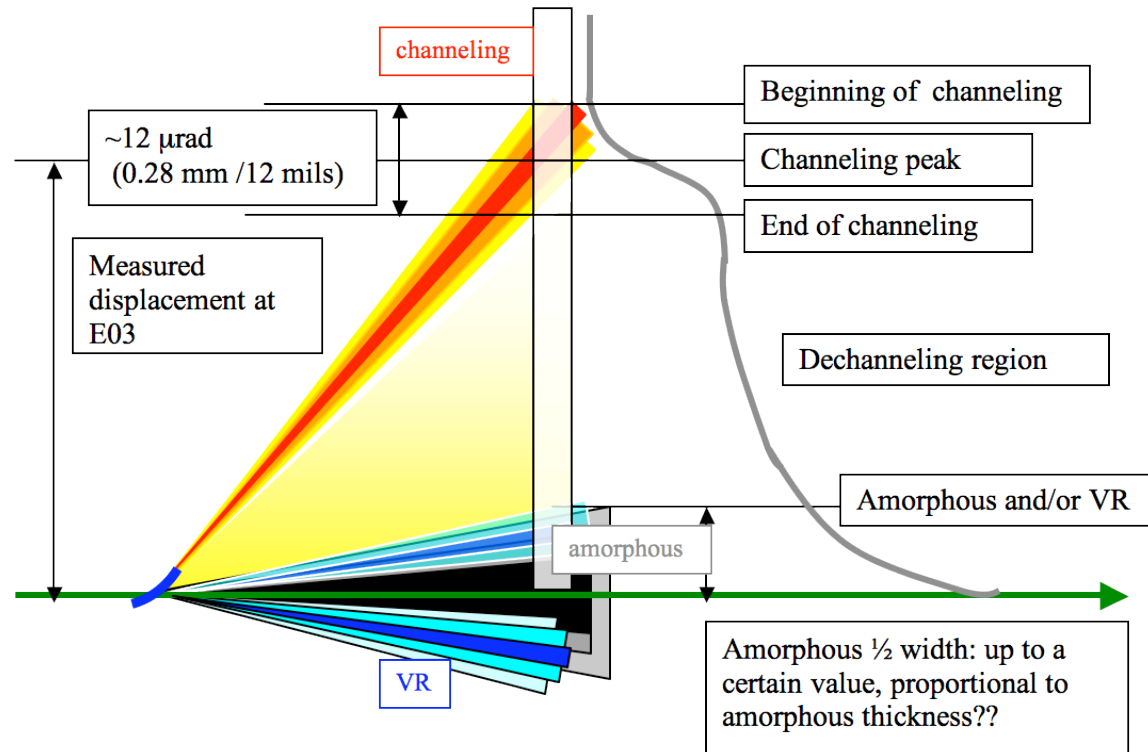 channeling
Beginning of channeling
~12 μrad
(0.28 mm /12 mils)
Channeling peak
End of channeling
Measured
displacement at
E03
Dechanneling region
Amorphous and/or VR
amorphous
VR
Amorphous ½ width: up to a
certain value, proportional to
amorphous thickness??